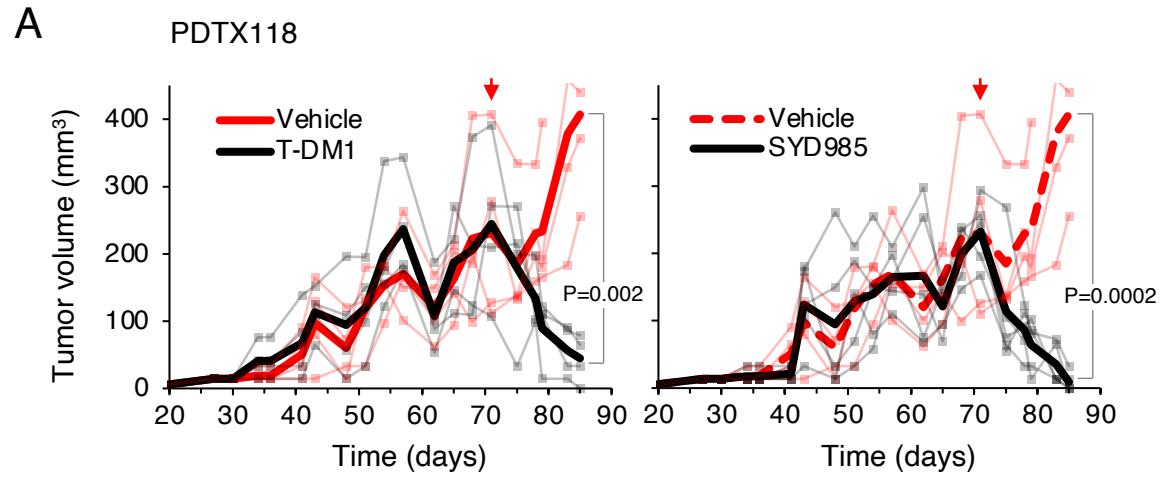 A
PDTX118
Tumor volume (mm³)
400
300
200
100
0
Vehicle
T-DM1
P=0.002
20 30 40 50 60 70 80 90
Time (days)
Vehicle
SYD985
P=0.0002
20 30 40 50 60 70 80 90
Time (days)